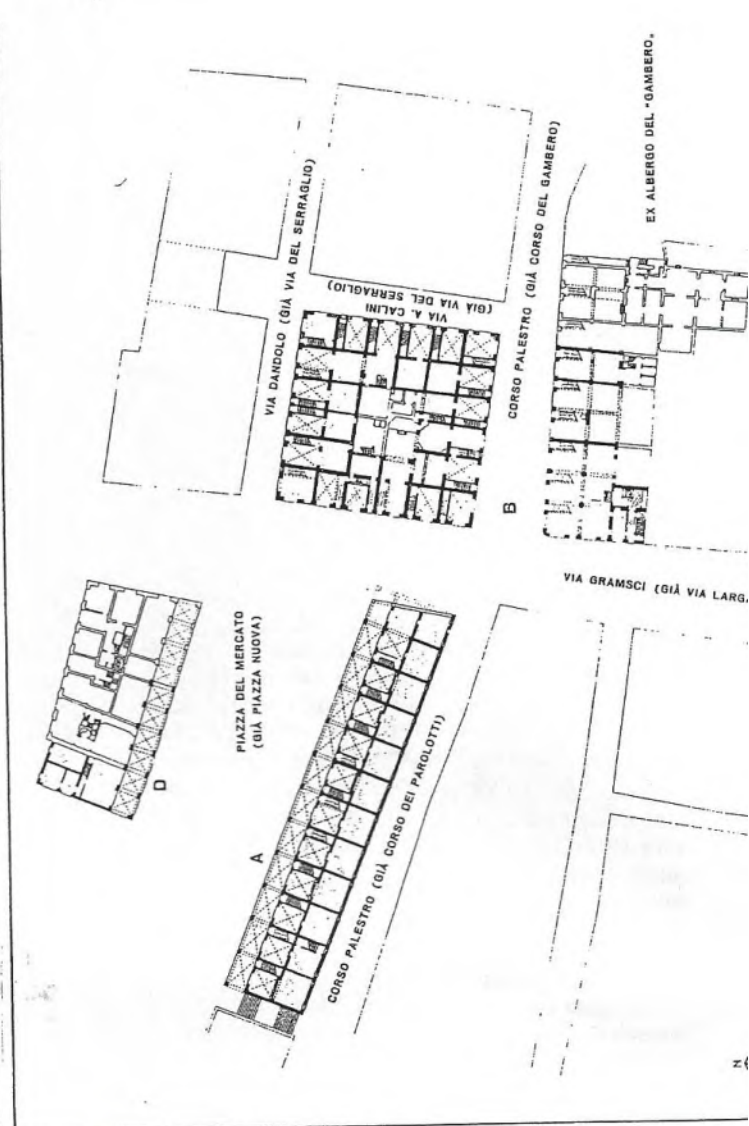 EX ALBERGO DEL "GAMBERO.
VIA DANDOLO (GIÀ VIA DEL SERRAGLIO)
VIA A. CALINI
(GIÀ VIA DEL SERRAGLIO)
CORSO PALESTRO (GIÀ CORSO DEL GAMBERO)
B
VIA GRAMSCI (GIÀ VIA LARGA
PIAZZA DEL MERCATO
(GIÀ PIAZZA NUOVA)
D
A
CORSO PALESTRO (GIÀ CORSO DEI PAROLOTTI)
N